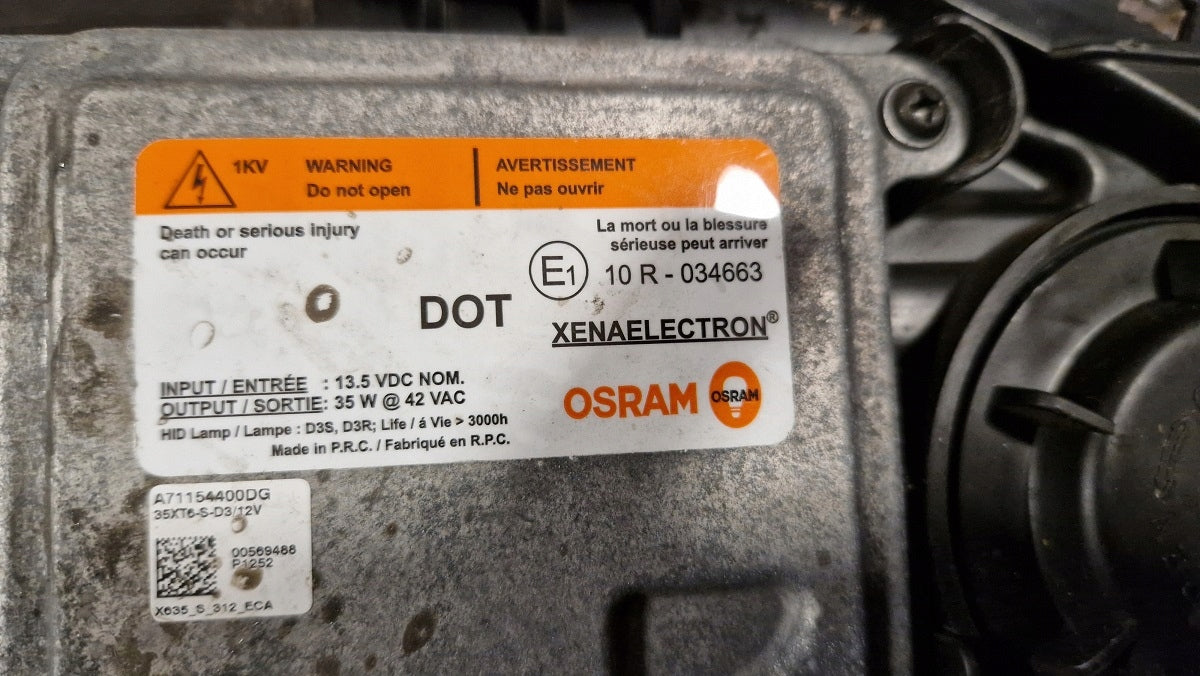 1KV WARNING AVERTISSEMENT
Do not open Ne pas ouvrir
Death or serious injury
can occur
La mort ou la blessure
sérieuse peut arriver
E1 10 R - 034663
DOT
XENAELECTRON®
INPUT / ENTRÉE : 13.5 VDC NOM.
OUTPUT / SORTIE: 35 W @ 42 VAC
HID Lamp / Lampe : D3S, D3R; Life / á Vie > 3000h
Made in P.R.C. / Fabriqué en R.P.C.
OSRAM OSRAM
A71154400DG
35XT6-S-D3/12V
00569488
P1252
X635_S_312_ECA